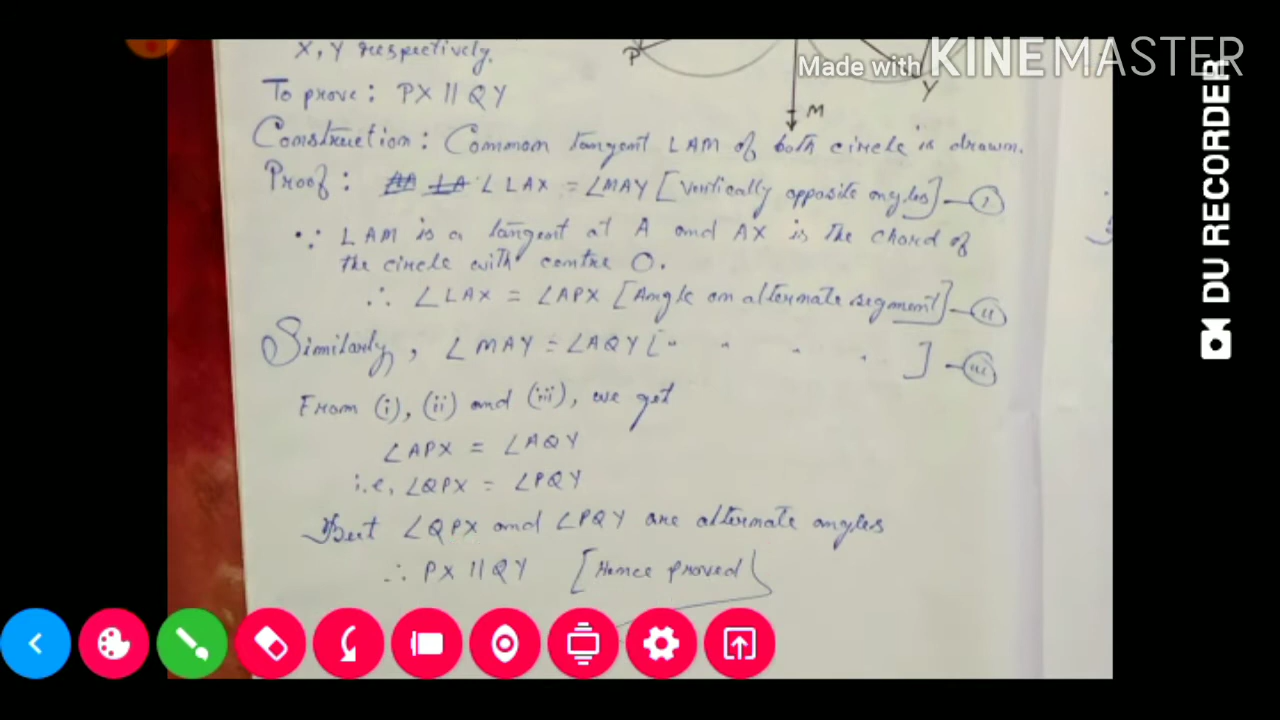 X, Y respectively.
P
Y
M
Made with KINEMASTER
DU RECORDER
To prove: PX || QY
Construction: Common tangent LAM of both circle is drawn.
Proof: ∠LAX = ∠MAY [Vertically opposite angles] — (i)
∵ LAM is a tangent at A and AX is the chord of
the circle with centre O.
∴ ∠LAX = ∠APX [Angle on alternate segment] — (ii)
Similarly, ∠MAY = ∠AQY [" " " "] — (iii)
From (i), (ii) and (iii), we get
∠APX = ∠AQY
i.e, ∠QPX = ∠PQY
But ∠QPX and ∠PQY are alternate angles
∴ PX || QY [Hence proved]